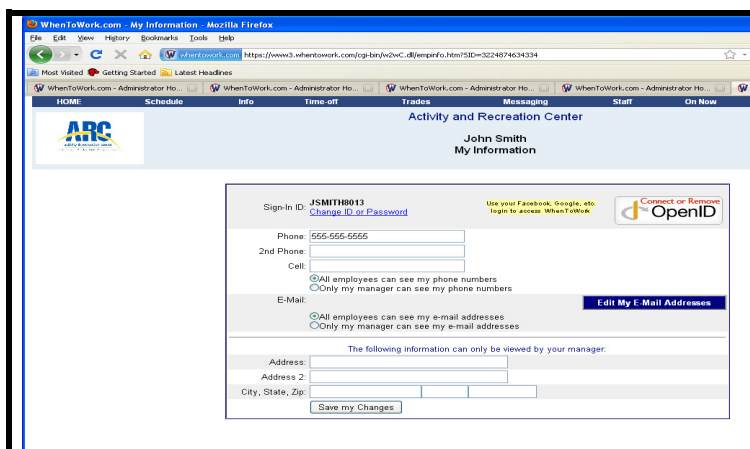 WhenToWork.com - My Information - Mozilla Firefox
File Edit View History Bookmarks Tools Help
whentowork.com https://www3.whentowork.com/cgi-bin/w2wC.dll/empinfo.htm?SID=3224874634334
Most Visited Getting Started Latest Headlines
WhenToWork.com - Administrator Ho... WhenToWork.com - Administrator Ho... WhenToWork.com - Administrator Ho... WhenToWork.com - Administrator Ho...
HOME Schedule Info Time-off Trades Messaging Staff On Now
ARC
Activity and Recreation Center
John Smith
My Information
Sign-In ID: JSMITH8013
Change ID or Password
Use your Facebook, Google, etc.
login to access WhenToWork
Connect or Remove
OpenID
Phone: 555-555-5555
2nd Phone:
Cell:
All employees can see my phone numbers
Only my manager can see my phone numbers
E-Mail:
Edit My E-Mail Addresses
All employees can see my e-mail addresses
Only my manager can see my e-mail addresses
The following information can only be viewed by your manager:
Address:
Address 2:
City, State, Zip:
Save my Changes